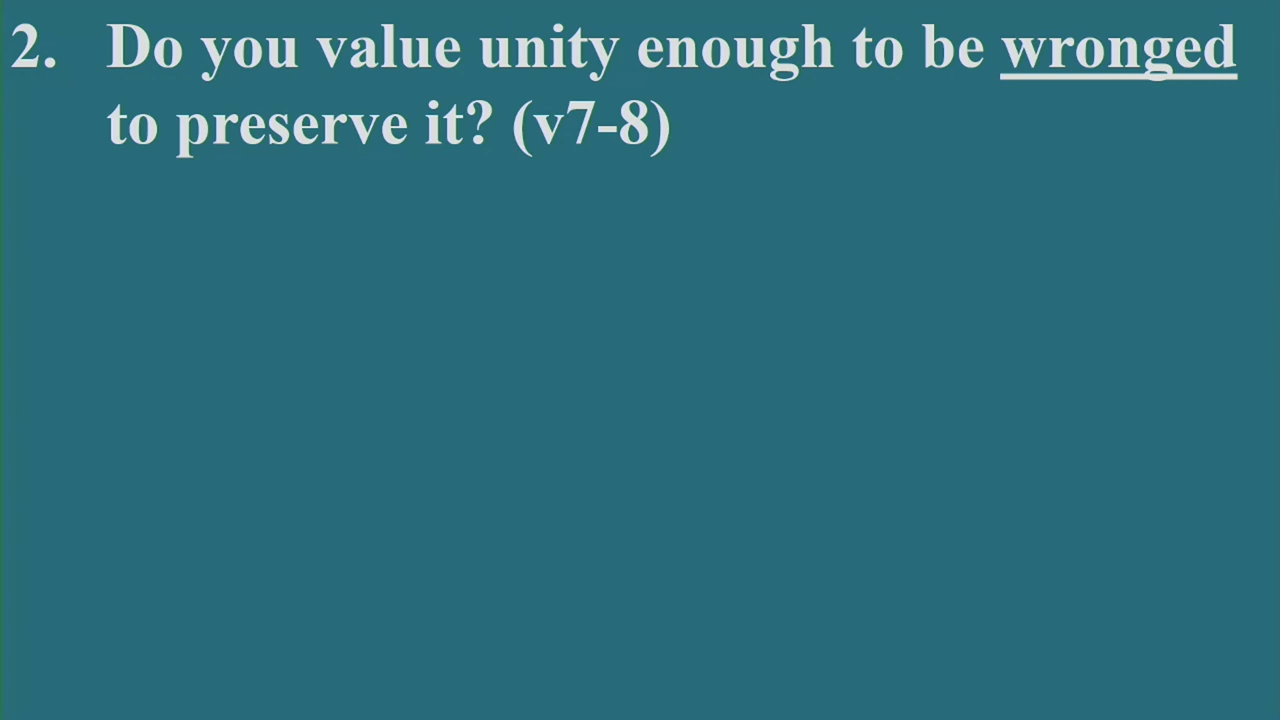 2. Do you value unity enough to be wronged
to preserve it? (v7-8)